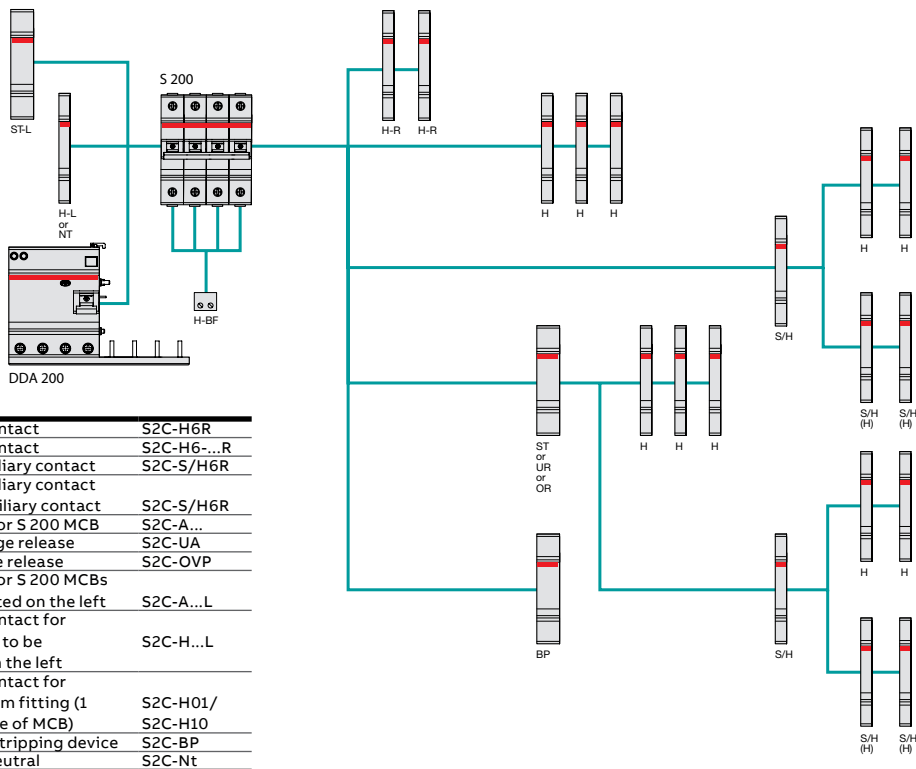 ST-L
S 200
H-R H-R
H-L
or
NT
H H H
H H
H-BF
S/H
DDA 200
S/H
(H)
S/H
(H)
ST
or
UR
or
OR
H H H
H H
BP
S/H
S/H
(H)
S/H
(H)
ntact S2C-H6R
ntact S2C-H6-...R
liary contact S2C-S/H6R
liary contact
iliary contact S2C-S/H6R
or S 200 MCB S2C-A...
ge release S2C-UA
e release S2C-OVP
or S 200 MCBs
ted on the left S2C-A...L
ntact for
to be S2C-H...L
n the left
ntact for
m fitting (1 S2C-H01/
e of MCB) S2C-H10
tripping device S2C-BP
eutral S2C-Nt